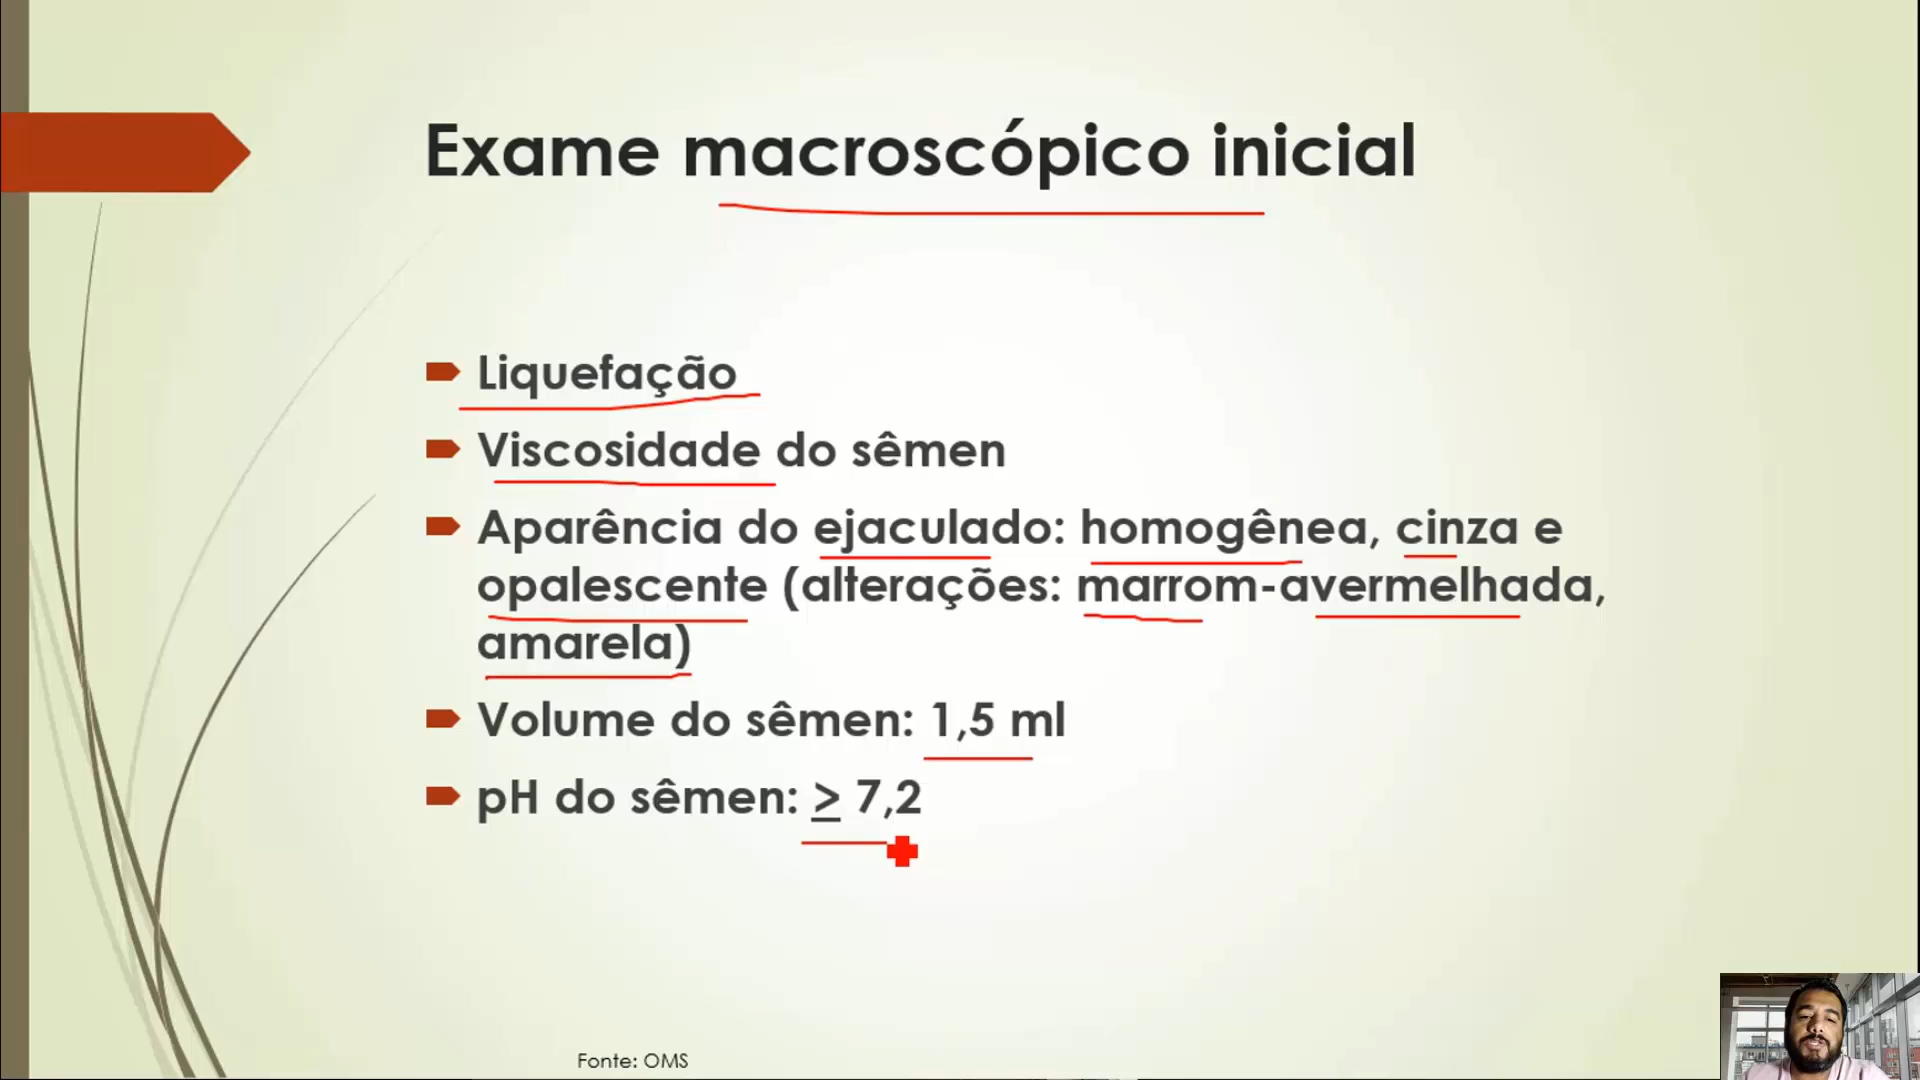 Exame macroscópico inicial
Liquefação
Viscosidade do sêmen
Aparência do ejaculado: homogênea, cinza e
opalescente (alterações: marrom-avermelhada,
amarela)
Volume do sêmen: 1,5 ml
pH do sêmen: > 7,2
Fonte: OMS